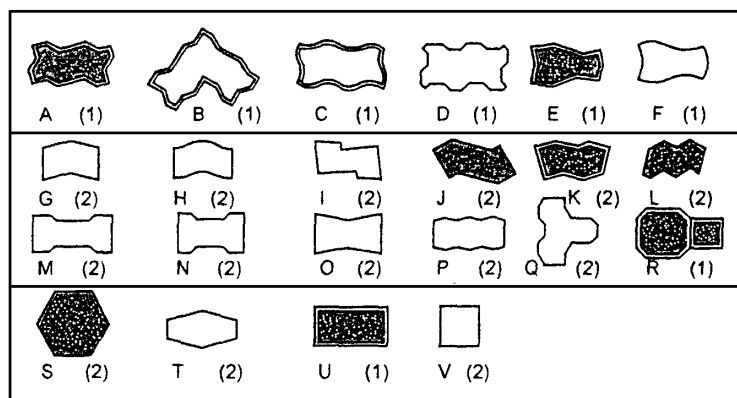 A (1) B (1) C (1) D (1) E (1) F (1)
G (2) H (2) I (2) J (2) K (2) L (2)
M (2) N (2) O (2) P (2) Q (2) R (1)
S (2) T (2) U (1) V (2)